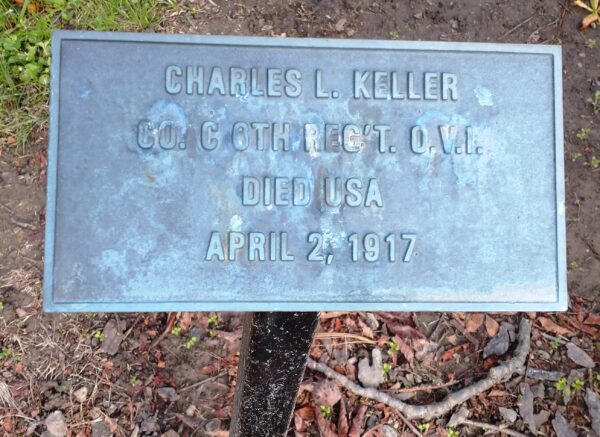 CHARLES L. KELLER
CO. C 6TH REG'T. O.V.I.
DIED USA
APRIL 2, 1917